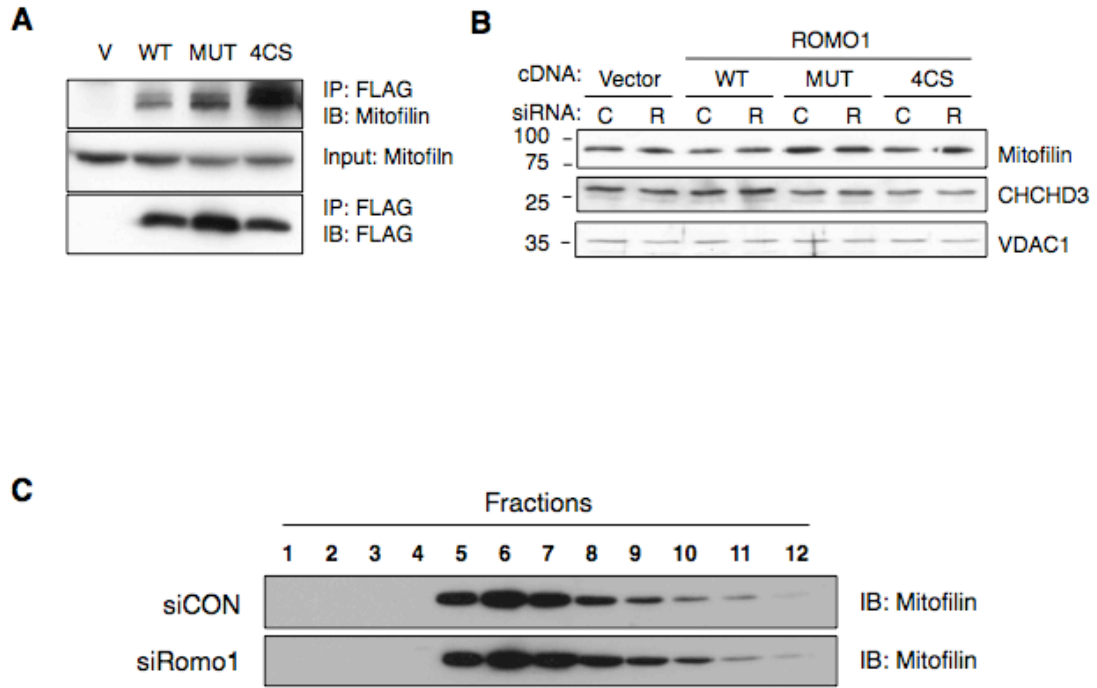 A
V WT MUT 4CS
IP: FLAG
IB: Mitofilin
Input: Mitofiln
IP: FLAG
IB: FLAG
B
ROMO1
cDNA: Vector WT MUT 4CS
siRNA: C R C R C R C R
100
75
Mitofilin
25
CHCHD3
35
VDAC1
C
Fractions
1 2 3 4 5 6 7 8 9 10 11 12
siCON IB: Mitofilin
siRomo1 IB: Mitofilin